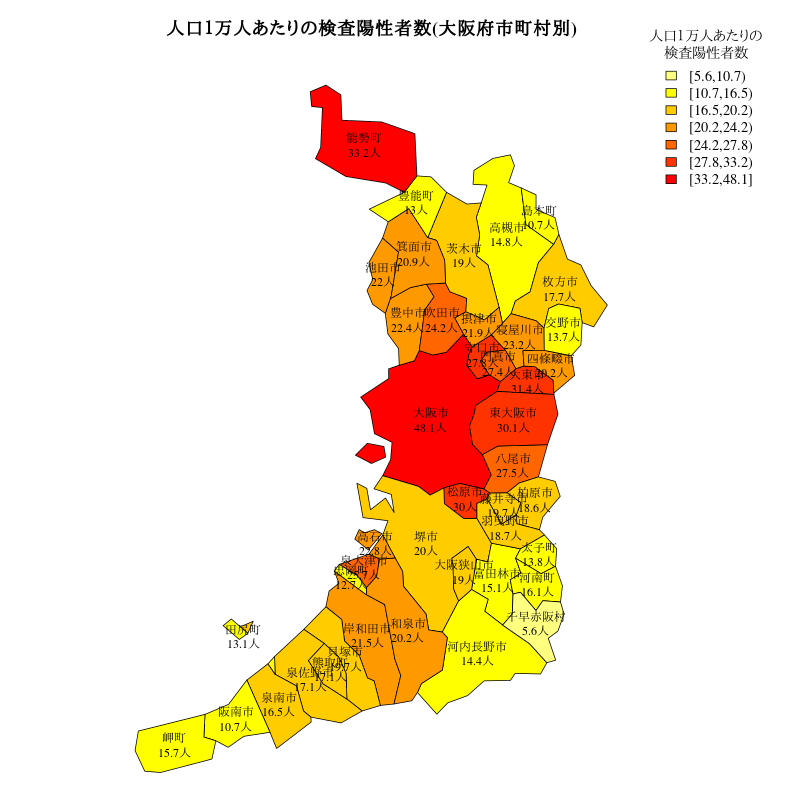 人口1万人あたりの検査陽性者数(大阪府市町村別)
人口1万人あたりの
検査陽性者数
[5.6,10.7)
[10.7,16.5)
[16.5,20.2)
[20.2,24.2)
[24.2,27.8)
[27.8,33.2)
[33.2,48.1]
能勢町
33.2人
豊能町
13人
島本町
10.7人
高槻市
14.8人
茨木市
19人
箕面市
20.9人
池田市
22人
枚方市
17.7人
豊中市
22.4人
吹田市
24.2人
摂津市
21.9人
寝屋川市
23.2人
交野市
13.7人
守口市
27.8人
門真市
27.4人
四條畷市
20.2人
大東市
31.4人
大阪市
48.1人
東大阪市
30.1人
八尾市
27.5人
松原市
30人
藤井寺市
19.7人
柏原市
18.6人
羽曳野市
18.7人
堺市
20人
高石市
22.8人
泉大津市
忠岡町
12.7人
大阪狭山市
19人
富田林市
15.1人
太子町
13.8人
河南町
16.1人
千早赤阪村
5.6人
河内長野市
14.4人
和泉市
20.2人
岸和田市
21.5人
貝塚市
19.7人
熊取町
17.1人
泉佐野市
17.1人
田尻町
13.1人
泉南市
16.5人
阪南市
10.7人
岬町
15.7人